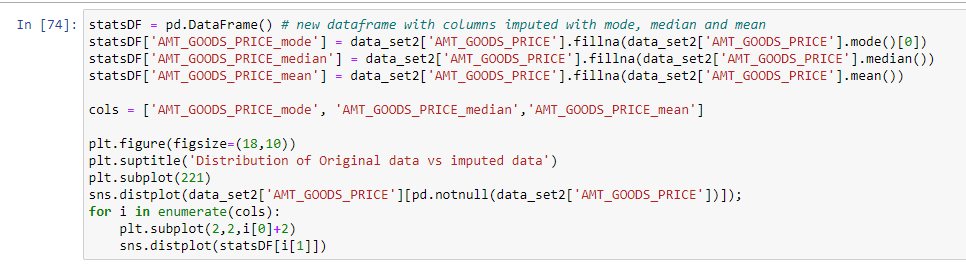 In [74]: statsDF = pd.DataFrame() # new dataframe with columns imputed with mode, median and mean
statsDF['AMT_GOODS_PRICE_mode'] = data_set2['AMT_GOODS_PRICE'].fillna(data_set2['AMT_GOODS_PRICE'].mode()[0])
statsDF['AMT_GOODS_PRICE_median'] = data_set2['AMT_GOODS_PRICE'].fillna(data_set2['AMT_GOODS_PRICE'].median())
statsDF['AMT_GOODS_PRICE_mean'] = data_set2['AMT_GOODS_PRICE'].fillna(data_set2['AMT_GOODS_PRICE'].mean())
cols = ['AMT_GOODS_PRICE_mode', 'AMT_GOODS_PRICE_median','AMT_GOODS_PRICE_mean']
plt.figure(figsize=(18,10))
plt.suptitle('Distribution of Original data vs imputed data')
plt.subplot(221)
sns.distplot(data_set2['AMT_GOODS_PRICE'][pd.notnull(data_set2['AMT_GOODS_PRICE'])]);
for i in enumerate(cols):
    plt.subplot(2,2,i[0]+2)
    sns.distplot(statsDF[i[1]])